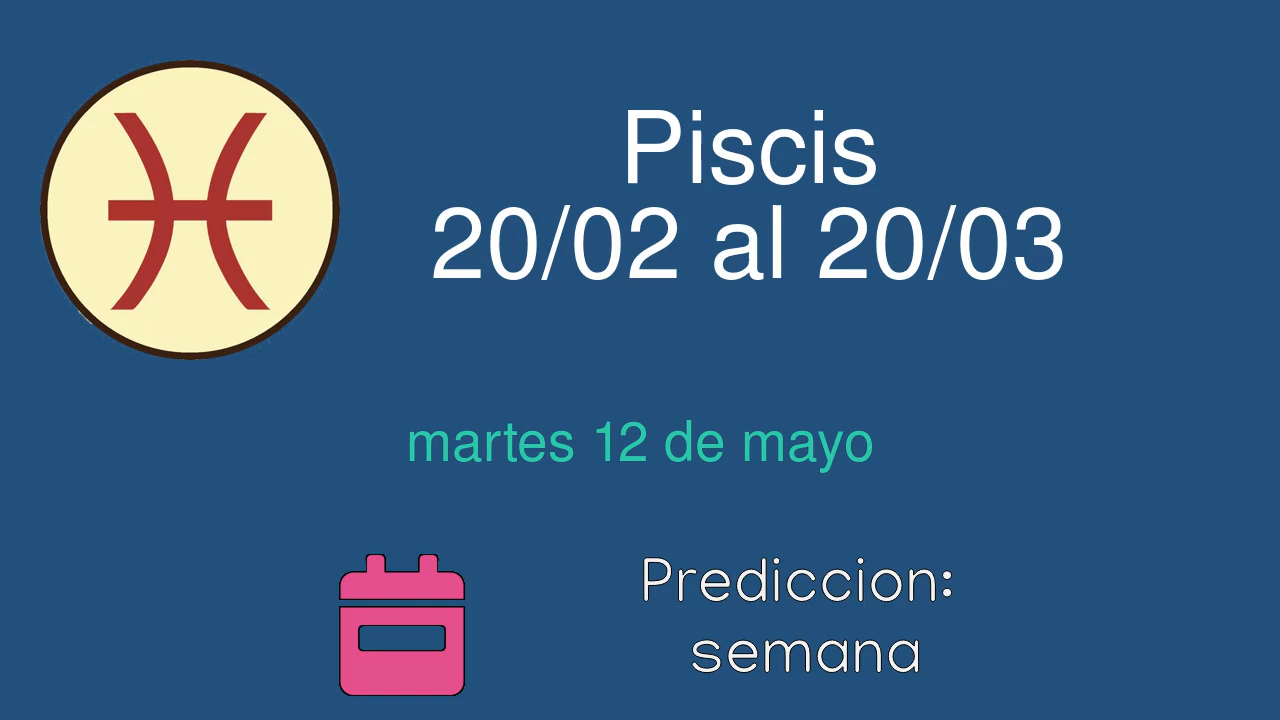 Piscis
20/02 al 20/03
martes 12 de mayo
Prediccion:
semana